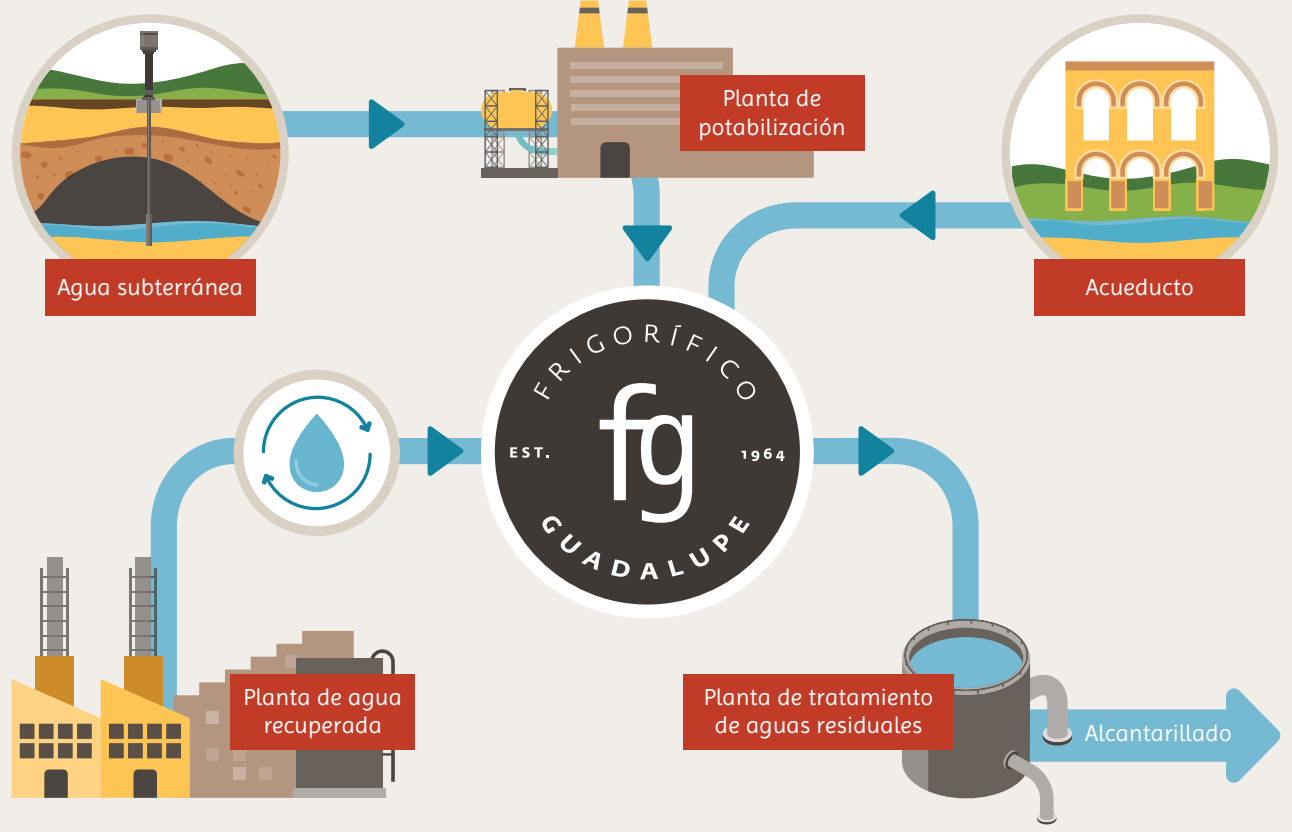 Planta de
potabilización
Agua subterránea
Acueducto
FRIGORÍFICO
fg
EST. 1964
GUADALUPE
Planta de agua
recuperada
Planta de tratamiento
de aguas residuales
Alcantarillado